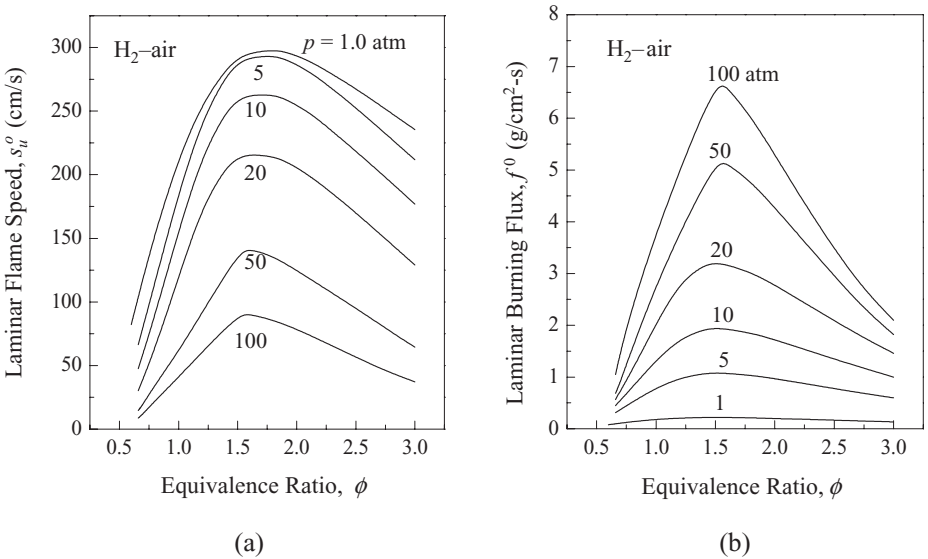 H₂–air
p = 1.0 atm
5
10
20
50
100
300
250
200
150
100
50
0
0.5 1.0 1.5 2.0 2.5 3.0
Laminar Flame Speed, s_u^o (cm/s)
Equivalence Ratio, ϕ
(a)
H₂–air
100 atm
50
20
10
5
1
8
7
6
5
4
3
2
1
0
0.5 1.0 1.5 2.0 2.5 3.0
Laminar Burning Flux, f⁰ (g/cm²-s)
Equivalence Ratio, ϕ
(b)